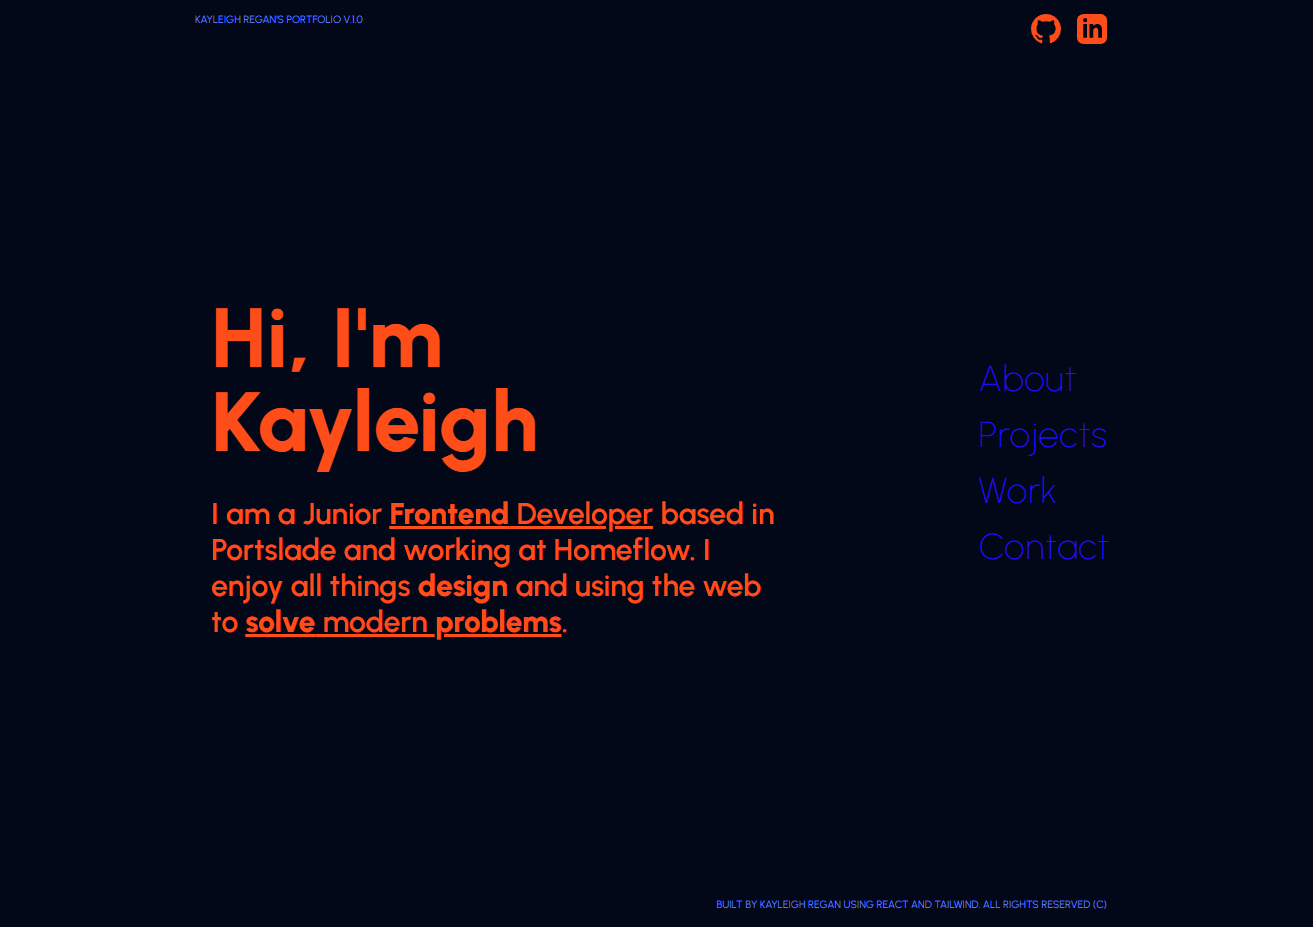 KAYLEIGH REGAN'S PORTFOLIO V.1.0
in
Hi, I'm
Kayleigh
I am a Junior Frontend Developer based in
Portslade and working at Homeflow. I
enjoy all things design and using the web
to solve modern problems.
About
Projects
Work
Contact
BUILT BY KAYLEIGH REGAN USING REACT AND TAILWIND. ALL RIGHTS RESERVED (C)